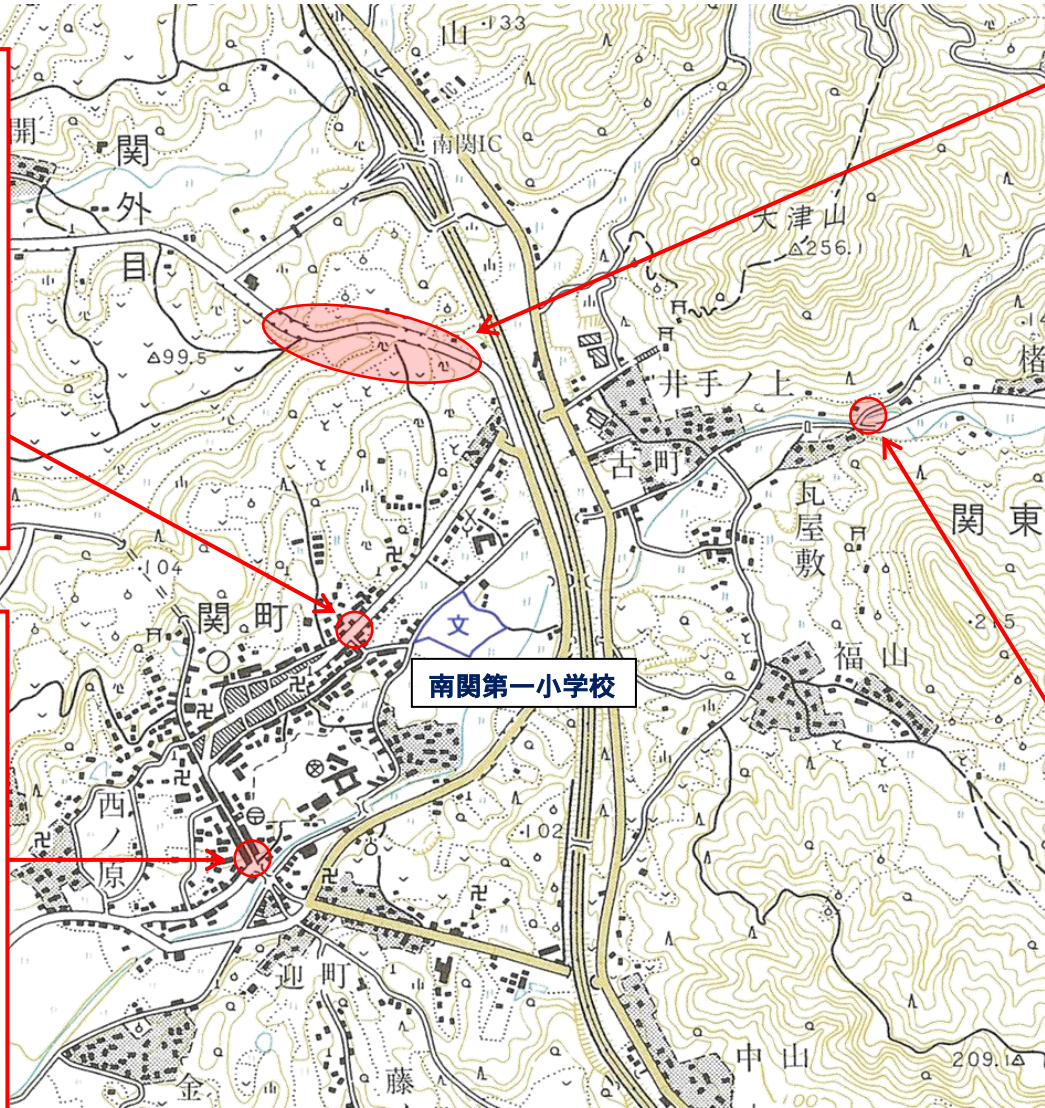 山
・133
開
関外目
南関IC
大津山
△256.1
△99.5
井手ノ上
楮
古町
瓦屋敷
関東
104
関町
文
南関第一小学校
福山
・215
西ノ原
・102
迎町
中山
209.1△
金
藤
100